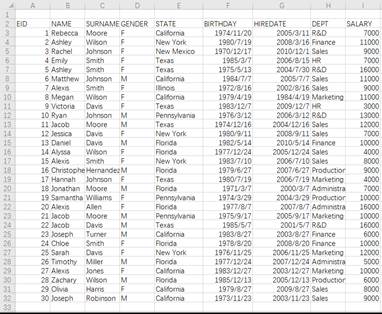 A B C D E F G H I
1
2 EID NAME SURNAME GENDER STATE BIRTHDAY HIREDATE DEPT SALARY
3 1 Rebecca Moore F California 1974/11/20 2005/3/11 R&D 7000
4 2 Ashley Wilson F New York 1980/7/19 2008/3/16 Finance 11000
5 3 Rachel Johnson F New Mexico 1970/12/17 2010/12/1 Sales 9000
6 4 Emily Smith F Texas 1985/3/7 2006/8/15 HR 7000
7 5 Ashley Smith F Texas 1975/5/13 2004/7/30 R&D 16000
8 6 Matthew Johnson M California 1984/7/7 2005/7/7 Sales 11000
9 7 Alexis Smith F Illinois 1972/8/16 2002/8/16 Sales 9000
10 8 Megan Wilson F California 1979/4/19 1984/4/19 Marketing 11000
11 9 Victoria Davis F Texas 1983/12/7 2009/12/7 HR 3000
12 10 Ryan Johnson M Pennsylvania 1976/3/12 2006/3/12 R&D 13000
13 11 Jacob Moore M Texas 1974/12/16 2004/12/16 Sales 12000
14 12 Jessica Davis F New York 1980/9/11 2008/9/11 Sales 7000
15 13 Daniel Davis M Florida 1982/5/14 2010/5/14 Finance 10000
16 14 Alyssa Wilson F Florida 1977/12/24 2005/12/24 Sales 4000
17 15 Alexis Smith F New York 1983/7/10 2006/7/10 Sales 8000
18 16 Christophe Hernandez M Florida 1979/6/27 2007/6/27 Production 9000
19 17 Hannah Johnson F Texas 1980/7/19 2006/7/19 Marketing 4000
20 18 Jonathan Moore M Florida 1971/3/7 2000/3/7 Administra 7000
21 19 Samantha Williams F Pennsylvania 1974/3/29 2004/3/29 Production 10000
22 20 Alexis Allen F Florida 1977/8/7 2007/8/7 Administra 16000
23 21 Jacob Moore F Pennsylvania 1975/9/17 2005/9/17 Marketing 10000
24 22 Jacob Davis M Texas 1985/5/7 2001/5/7 R&D 16000
25 23 Joseph Turner M California 1983/8/27 2003/8/27 Finance 6000
26 24 Chloe Smith F Florida 1978/8/20 2008/8/20 Finance 10000
27 25 Sarah Davis F New York 1976/11/25 2006/11/25 Marketing 12000
28 26 Timothy Miller M Florida 1977/12/24 2007/12/24 Administra 5000
29 27 Alexis Jones F California 1983/12/27 2003/12/27 Marketing 10000
30 28 Zachary Wilson M Florida 1985/12/13 2005/12/13 Production 6000
31 29 Olivia Harris F California 1979/8/27 2009/8/27 Sales 8000
32 30 Joseph Robinson M California 1973/11/23 2003/11/23 Sales 9000
33